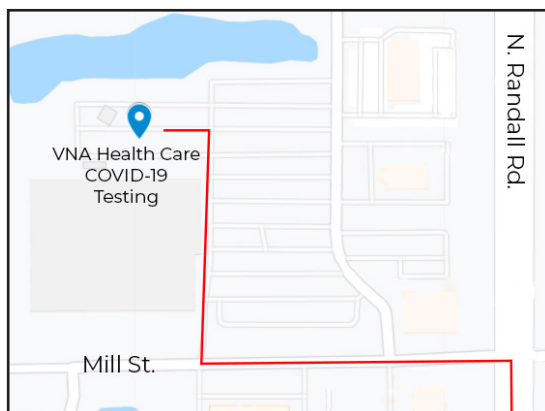 N. Randall Rd.
VNA Health Care
COVID-19
Testing
Mill St.